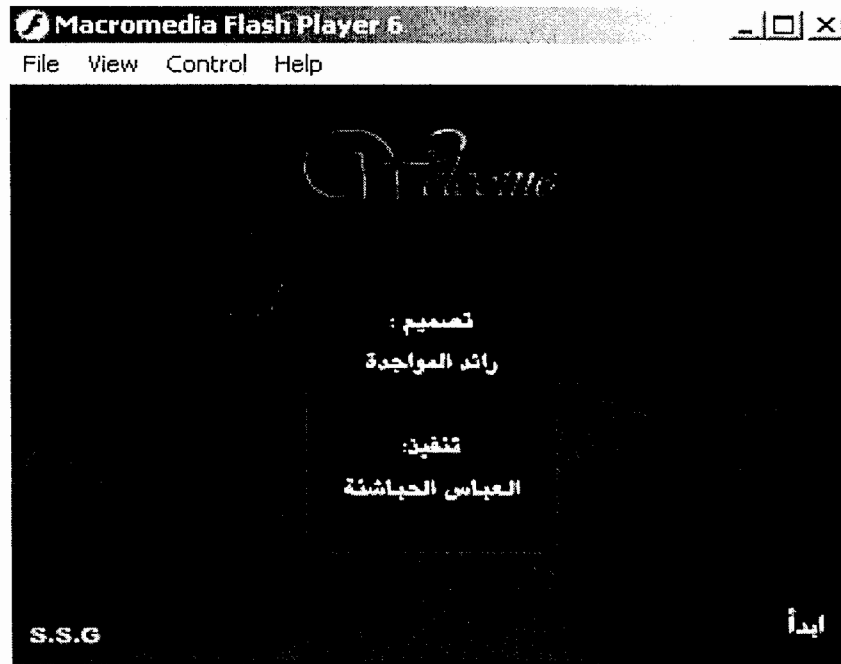 Macromedia Flash Player 6
File View Control Help
تصميم :
رائد المواجدة
تنفيذ:
العباس الحباشنة
S.S.G
ابدأ